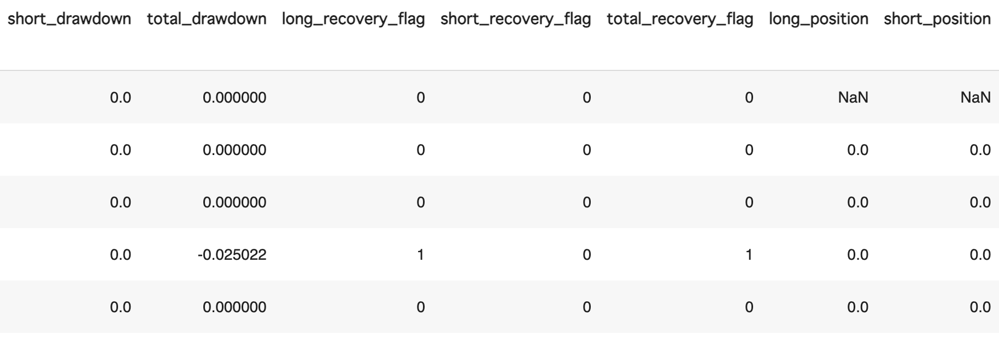 short_drawdown total_drawdown long_recovery_flag short_recovery_flag total_recovery_flag long_position short_position
0.0 0.000000 0 0 0 NaN NaN
0.0 0.000000 0 0 0 0.0 0.0
0.0 0.000000 0 0 0 0.0 0.0
0.0 -0.025022 1 0 1 0.0 0.0
0.0 0.000000 0 0 0 0.0 0.0